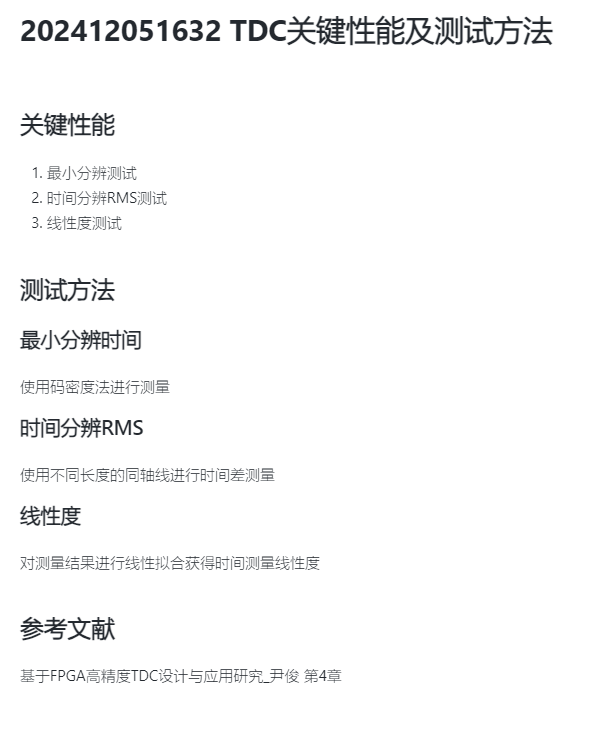 202412051632 TDC关键性能及测试方法
关键性能
1. 最小分辨测试
2. 时间分辨RMS测试
3. 线性度测试
测试方法
最小分辨时间
使用码密度法进行测量
时间分辨RMS
使用不同长度的同轴线进行时间差测量
线性度
对测量结果进行线性拟合获得时间测量线性度
参考文献
基于FPGA高精度TDC设计与应用研究_尹俊 第4章